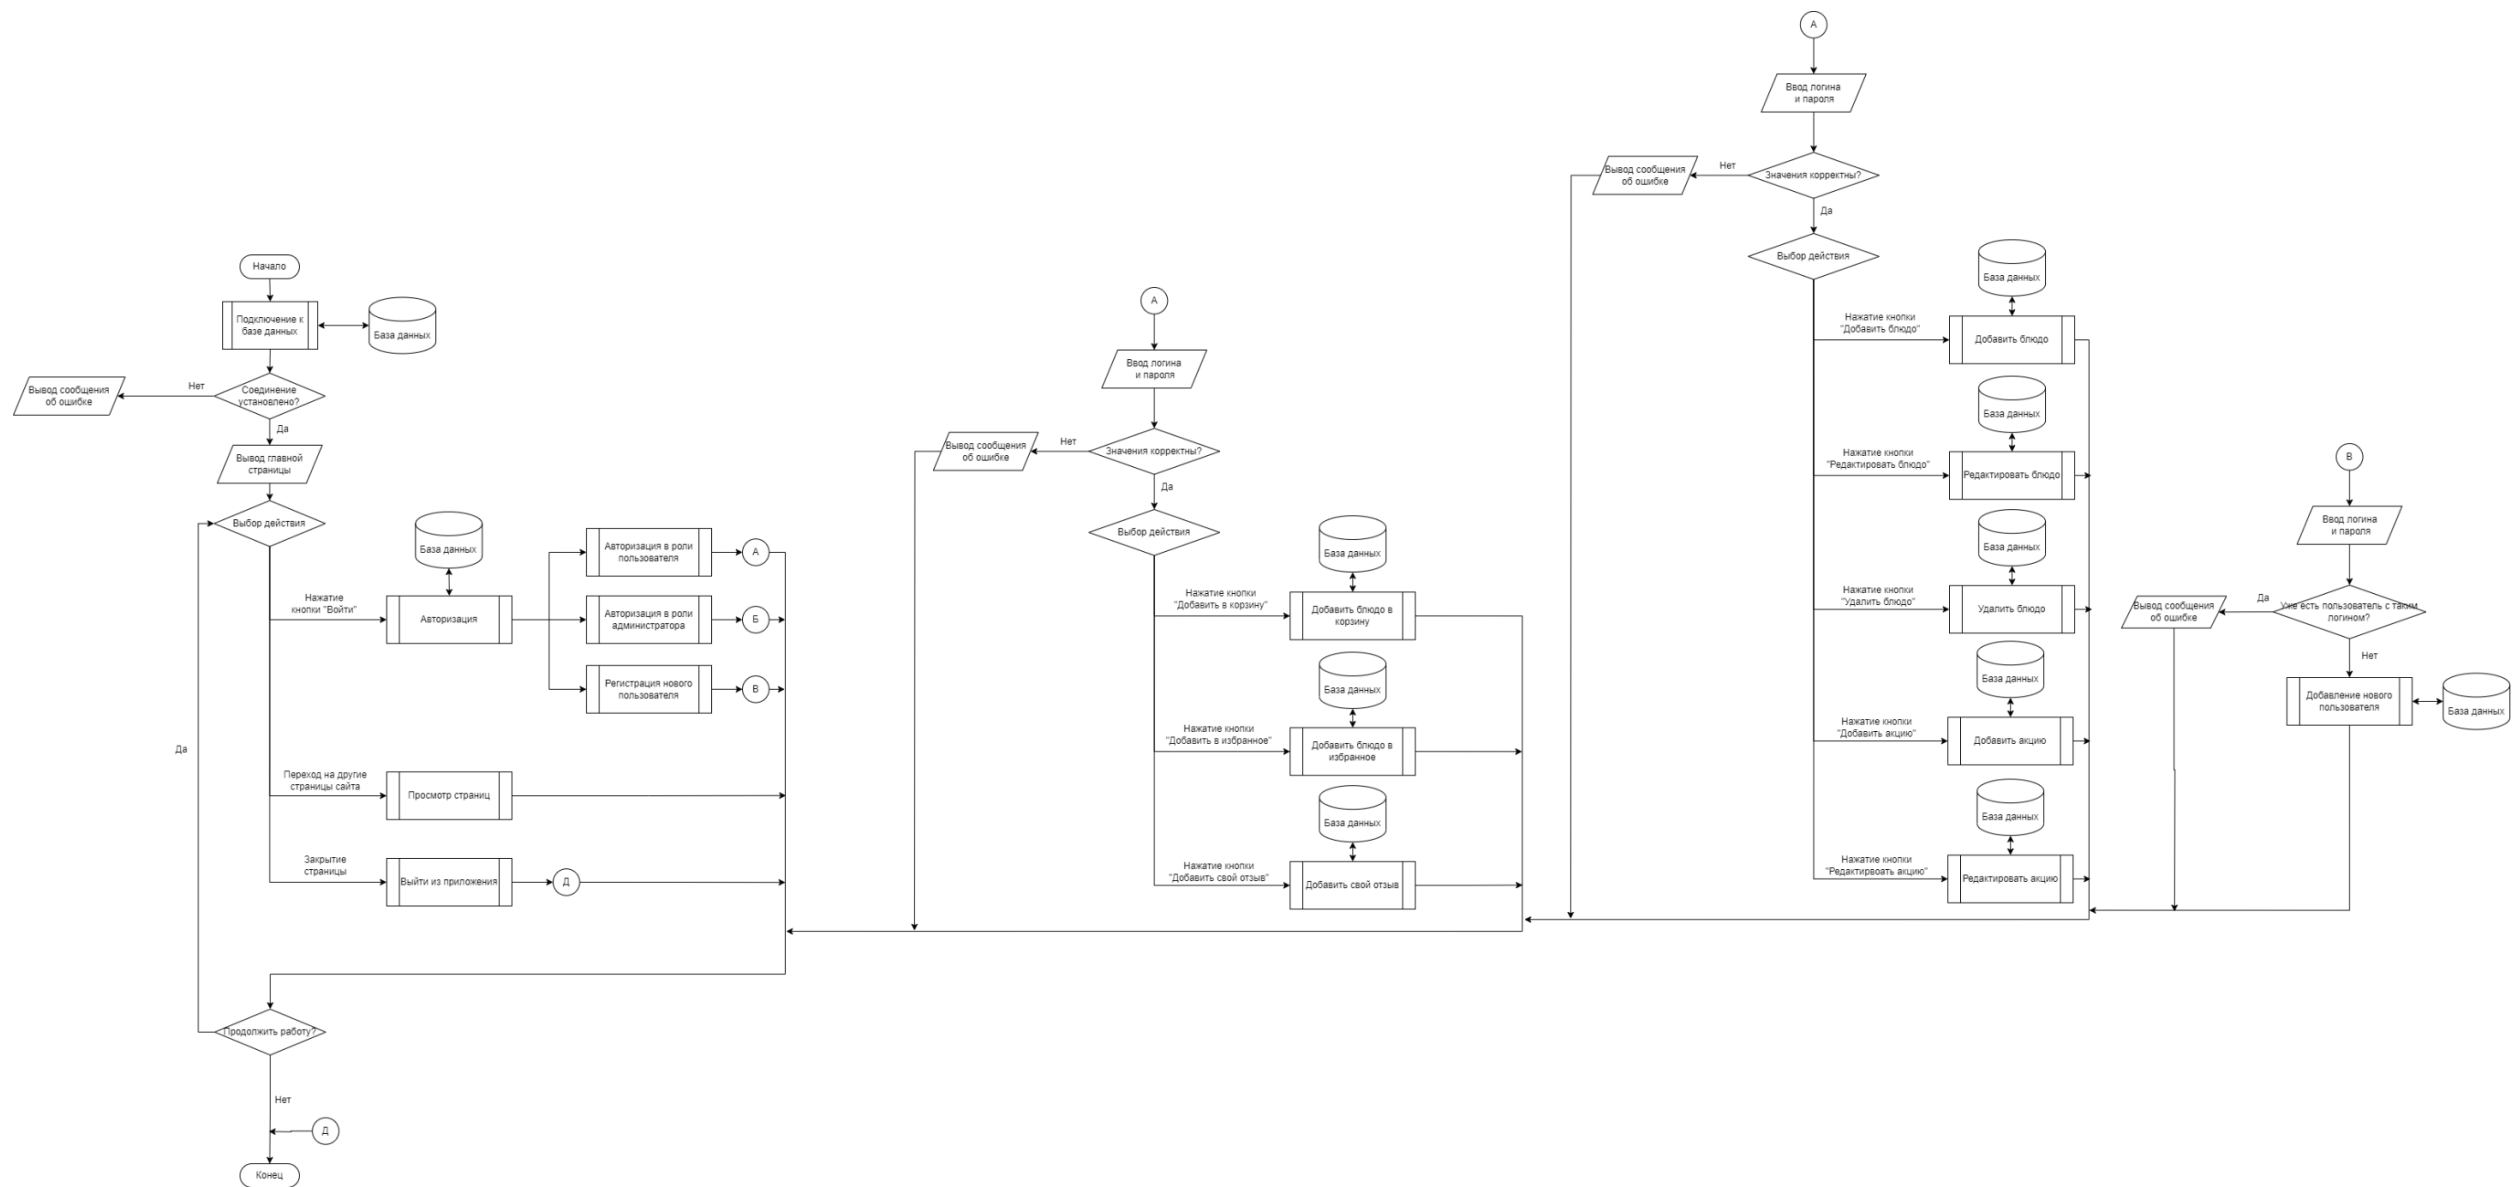 Начало
Подключение к
базе данных
База данных
Соединение
установлено?
Нет
Вывод сообщения
об ошибке
Да
Вывод главной
страницы
Выбор действия
Нажатие
кнопки "Войти"
База данных
Авторизация
Авторизация в роли
пользователя
А
Авторизация в роли
администратора
Б
Регистрация нового
пользователя
В
Да
Переход на другие
страницы сайта
Просмотр страниц
Закрытие
страницы
Выйти из приложения
Д
Продолжить работу?
Нет
Д
Конец
А
Ввод логина
и пароля
Вывод сообщения
об ошибке
Нет
Значения корректны?
Да
Выбор действия
База данных
Нажатие кнопки
"Добавить в корзину"
Добавить блюдо в
корзину
База данных
Нажатие кнопки
"Добавить в избранное"
Добавить блюдо в
избранное
База данных
Нажатие кнопки
"Добавить свой отзыв"
Добавить свой отзыв
А
Ввод логина
и пароля
Вывод сообщения
об ошибке
Нет
Значения корректны?
Да
Выбор действия
База данных
Нажатие кнопки
"Добавить блюдо"
Добавить блюдо
База данных
Нажатие кнопки
"Редактировать блюдо"
Редактировать блюдо
База данных
Нажатие кнопки
"Удалить блюдо"
Удалить блюдо
База данных
Нажатие кнопки
"Добавить акцию"
Добавить акцию
База данных
Нажатие кнопки
"Редактирвоать акцию"
Редактировать акцию
В
Ввод логина
и пароля
Вывод сообщения
об ошибке
Да
Уже есть пользователь с таким
логином?
Нет
Добавление нового
пользователя
База данных